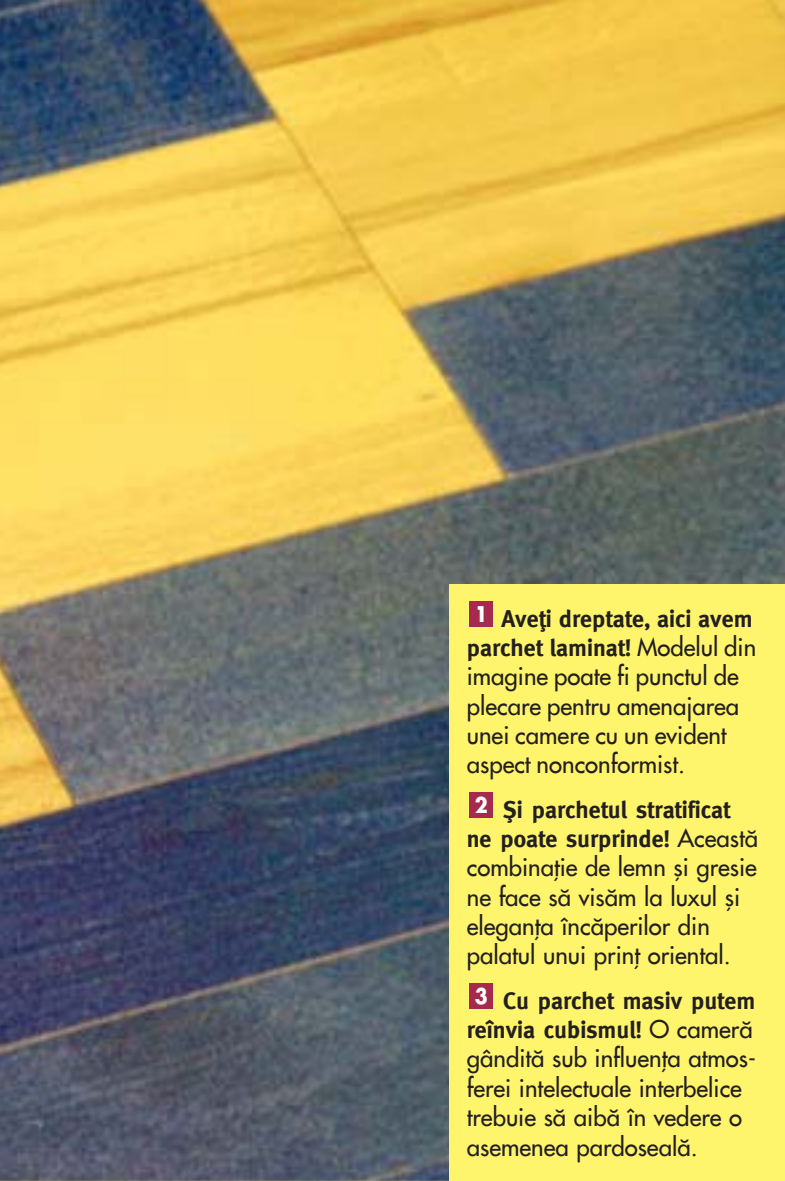 1 Aveţi dreptate, aici avem
parchet laminat! Modelul din
imagine poate fi punctul de
plecare pentru amenajarea
unei camere cu un evident
aspect nonconformist.
2 Şi parchetul stratificat
ne poate surprinde! Această
combinaţie de lemn şi gresie
ne face să visăm la luxul şi
eleganţa încăperilor din
palatul unui prinţ oriental.
3 Cu parchet masiv putem
reînvia cubismul! O cameră
gândită sub influenţa atmos-
ferei intelectuale interbelice
trebuie să aibă în vedere o
asemenea pardoseală.